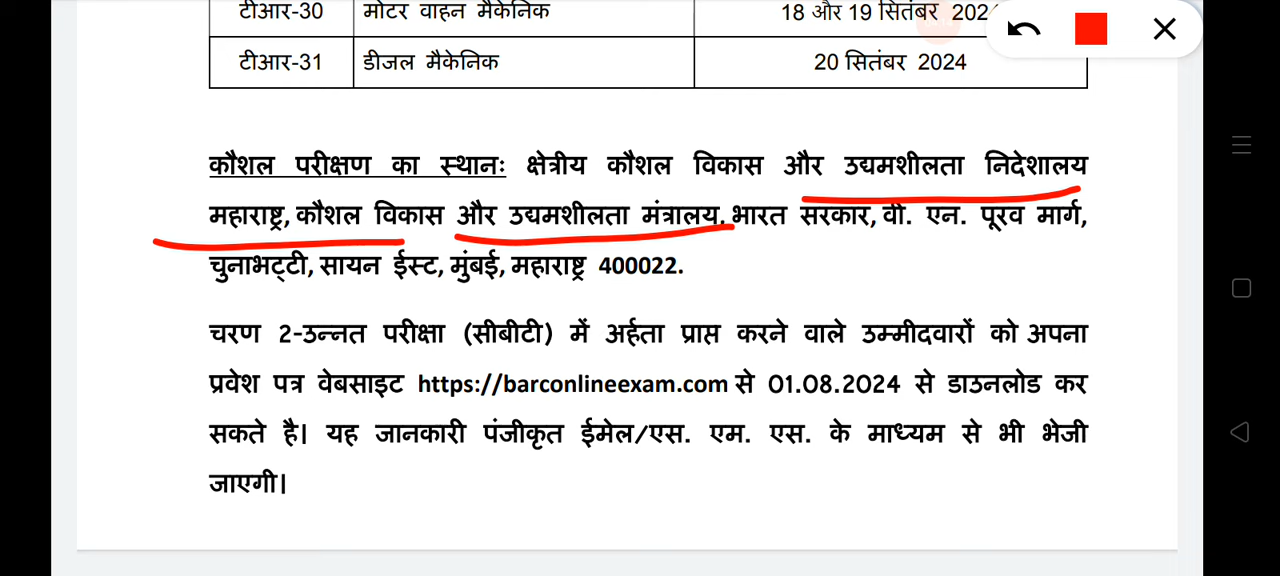 टीआर-30 मोटर वाहन मैकेनिक 18 और 19 सितंबर
टीआर-31 डीजल मैकेनिक 20 सितंबर 2024
कौशल परीक्षण का स्थानः क्षेत्रीय कौशल विकास और उद्यमशीलता निदेशालय
महाराष्ट्र, कौशल विकास और उद्यमशीलता मंत्रालय, भारत सरकार, वी. एन. पूरव मार्ग,
चुनाभट्टी, सायन ईस्ट, मुंबई, महाराष्ट्र 400022.
चरण 2-उन्नत परीक्षा (सीबीटी) में अर्हता प्राप्त करने वाले उम्मीदवारों को अपना
प्रवेश पत्र वेबसाइट https://barconlineexam.com से 01.08.2024 से डाउनलोड कर
सकते है। यह जानकारी पंजीकृत ईमेल/एस. एम. एस. के माध्यम से भी भेजी
जाएगी।